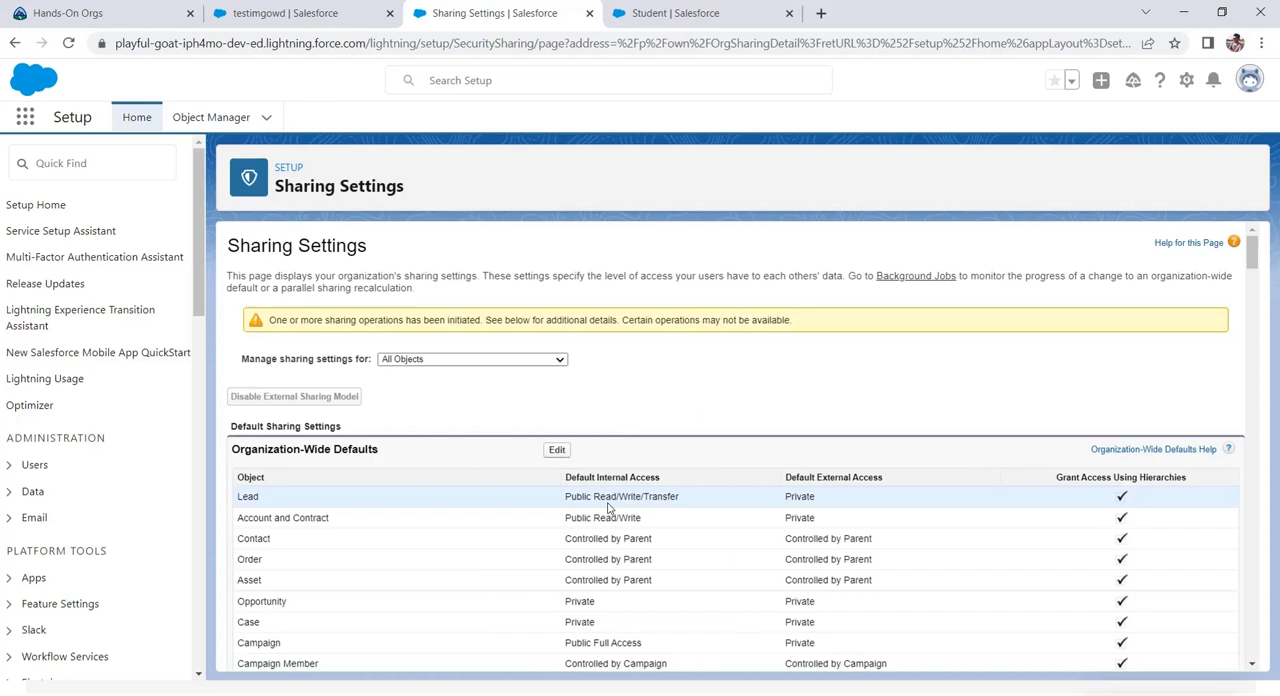 Hands-On Orgs
testimgowd | Salesforce
Sharing Settings | Salesforce
Student | Salesforce
playful-goat-iph4mo-dev-ed.lightning.force.com/lightning/setup/SecuritySharing/page?address=%2Fp%2Fown%2FOrgSharingDetail%3FretURL%3D%252Fsetup%252Fhome%26appLayout%3Dset...
Search Setup
Setup
Home
Object Manager
Quick Find
Setup Home
Service Setup Assistant
Multi-Factor Authentication Assistant
Release Updates
Lightning Experience Transition
Assistant
New Salesforce Mobile App QuickStart
Lightning Usage
Optimizer
ADMINISTRATION
Users
Data
Email
PLATFORM TOOLS
Apps
Feature Settings
Slack
Workflow Services
SETUP
Sharing Settings
Sharing Settings
Help for this Page
This page displays your organization's sharing settings. These settings specify the level of access your users have to each others' data. Go to Background Jobs to monitor the progress of a change to an organization-wide
default or a parallel sharing recalculation.
One or more sharing operations has been initiated. See below for additional details. Certain operations may not be available.
Manage sharing settings for: All Objects
Disable External Sharing Model
Default Sharing Settings
Organization-Wide Defaults Edit Organization-Wide Defaults Help ?
Object Default Internal Access Default External Access Grant Access Using Hierarchies
Lead Public Read/Write/Transfer Private ✓
Account and Contract Public Read/Write Private ✓
Contact Controlled by Parent Controlled by Parent ✓
Order Controlled by Parent Controlled by Parent ✓
Asset Controlled by Parent Controlled by Parent ✓
Opportunity Private Private ✓
Case Private Private ✓
Campaign Public Full Access Private ✓
Campaign Member Controlled by Campaign Controlled by Campaign ✓